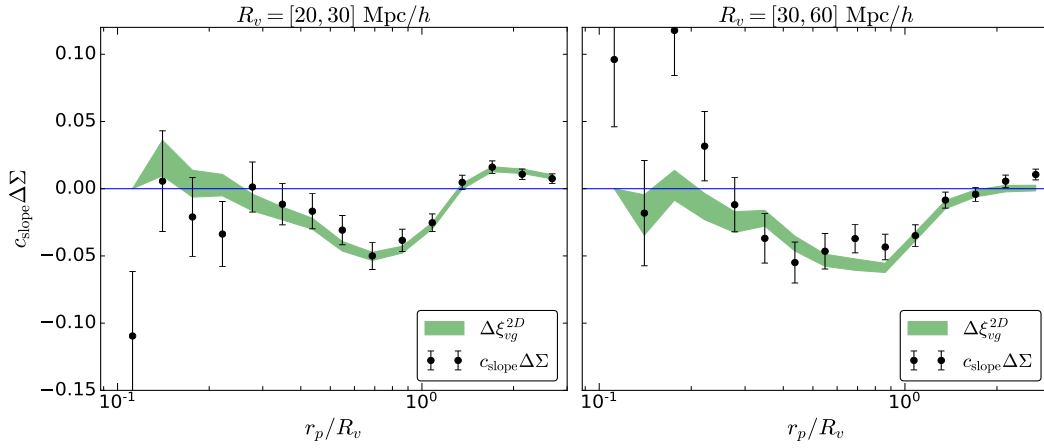 R_v = [20, 30] Mpc/h
R_v = [30, 60] Mpc/h
c_slope ΔΣ
0.10
0.05
0.00
−0.05
−0.10
−0.15
Δξ_vg^2D
c_slope ΔΣ
Δξ_vg^2D
c_slope ΔΣ
10^-1
10^0
10^-1
10^0
r_p/R_v
r_p/R_v